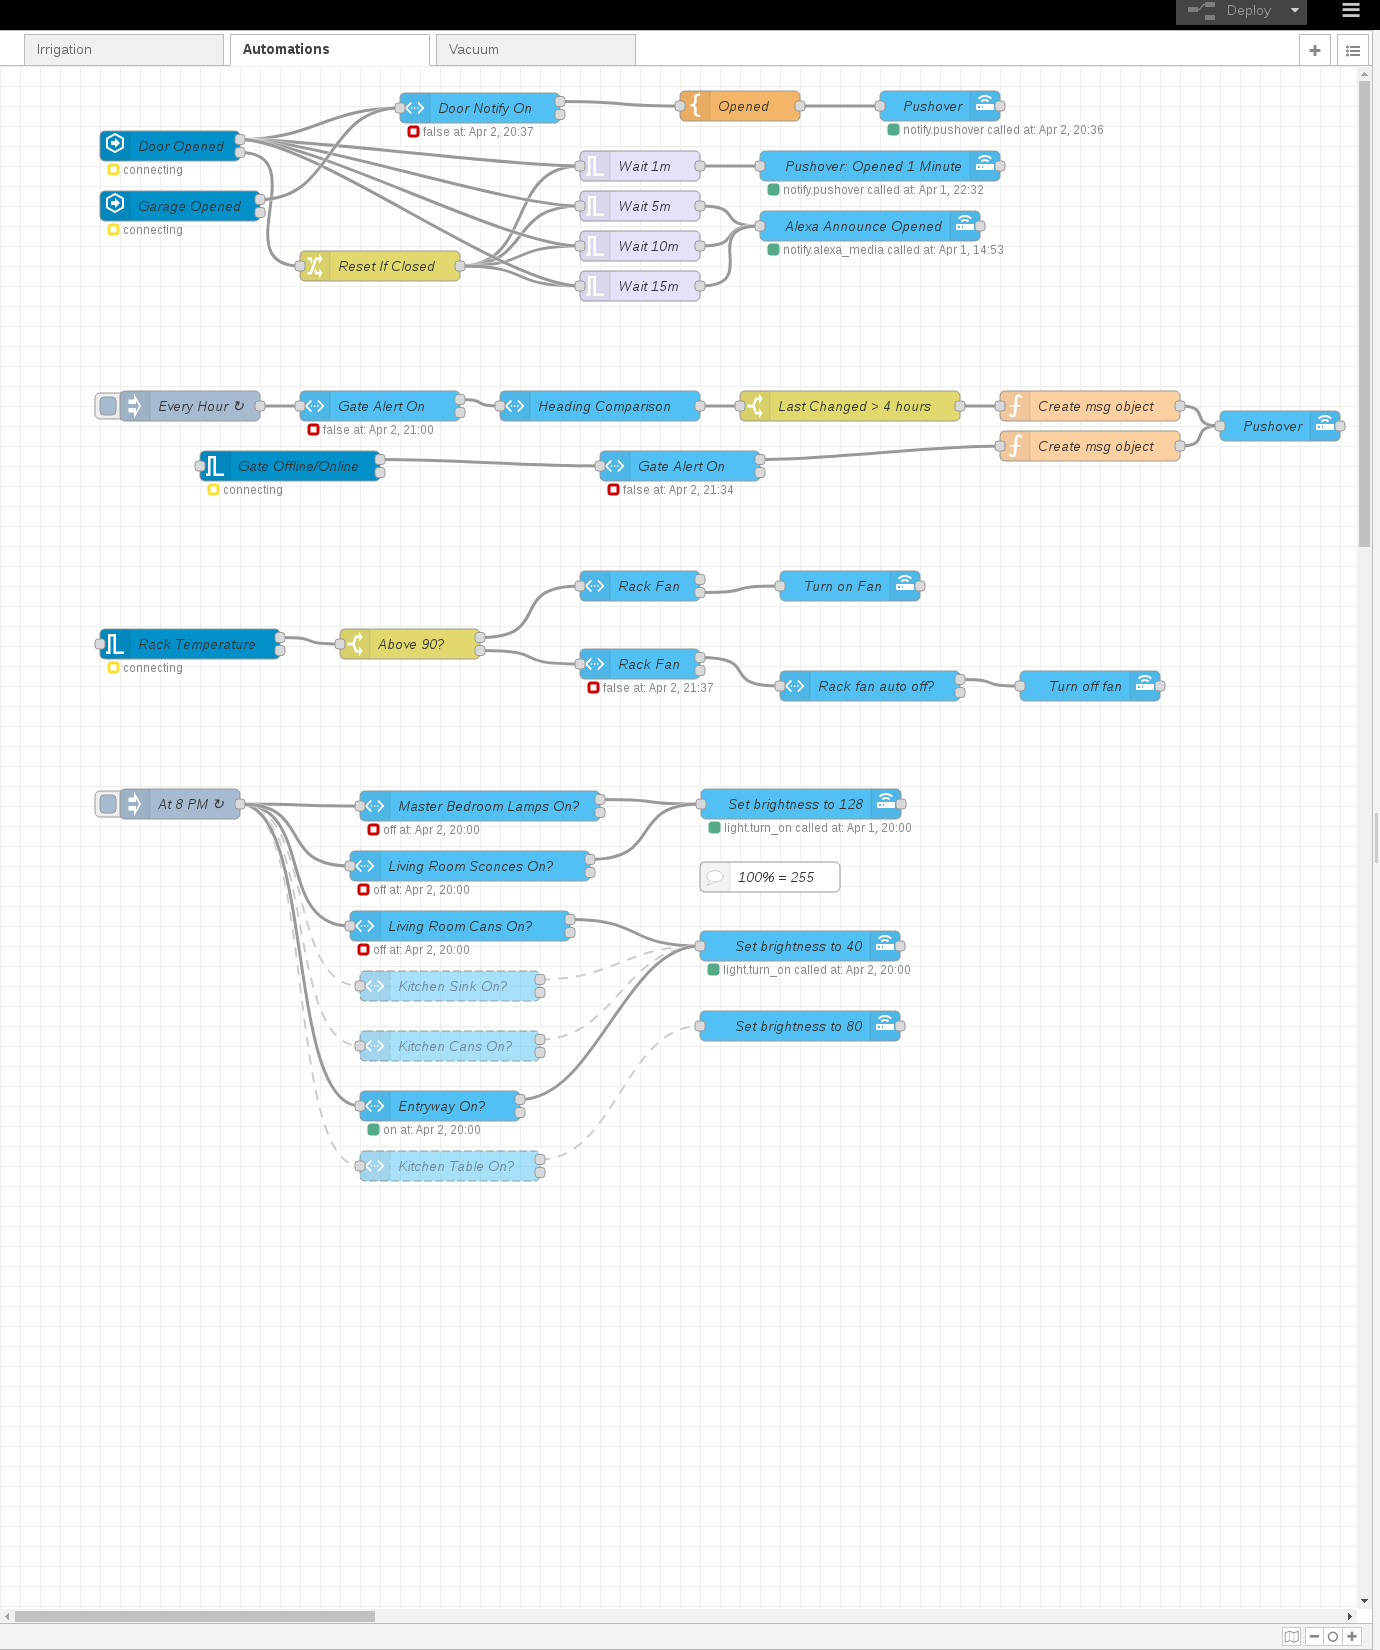 Deploy
Irrigation
Automations
Vacuum
Door Notify On
false at: Apr 2, 20:37
Opened
Pushover
notify.pushover called at: Apr 2, 20:36
Door Opened
connecting
Wait 1m
Pushover: Opened 1 Minute
notify.pushover called at: Apr 1, 22:32
Garage Opened
connecting
Wait 5m
Alexa Announce Opened
notify.alexa_media called at: Apr 1, 14:53
Wait 10m
Reset If Closed
Wait 15m
Every Hour ↻
Gate Alert On
false at: Apr 2, 21:00
Heading Comparison
Last Changed > 4 hours
Create msg object
Pushover
Create msg object
Gate Offline/Online
connecting
Gate Alert On
false at: Apr 2, 21:34
Rack Fan
Turn on Fan
Rack Temperature
connecting
Above 90?
Rack Fan
false at: Apr 2, 21:37
Rack fan auto off?
Turn off fan
At 8 PM ↻
Master Bedroom Lamps On?
off at: Apr 2, 20:00
Set brightness to 128
light.turn_on called at: Apr 1, 20:00
Living Room Sconces On?
off at: Apr 2, 20:00
100% = 255
Living Room Cans On?
off at: Apr 2, 20:00
Set brightness to 40
light.turn_on called at: Apr 2, 20:00
Kitchen Sink On?
Set brightness to 80
Kitchen Cans On?
Entryway On?
on at: Apr 2, 20:00
Kitchen Table On?